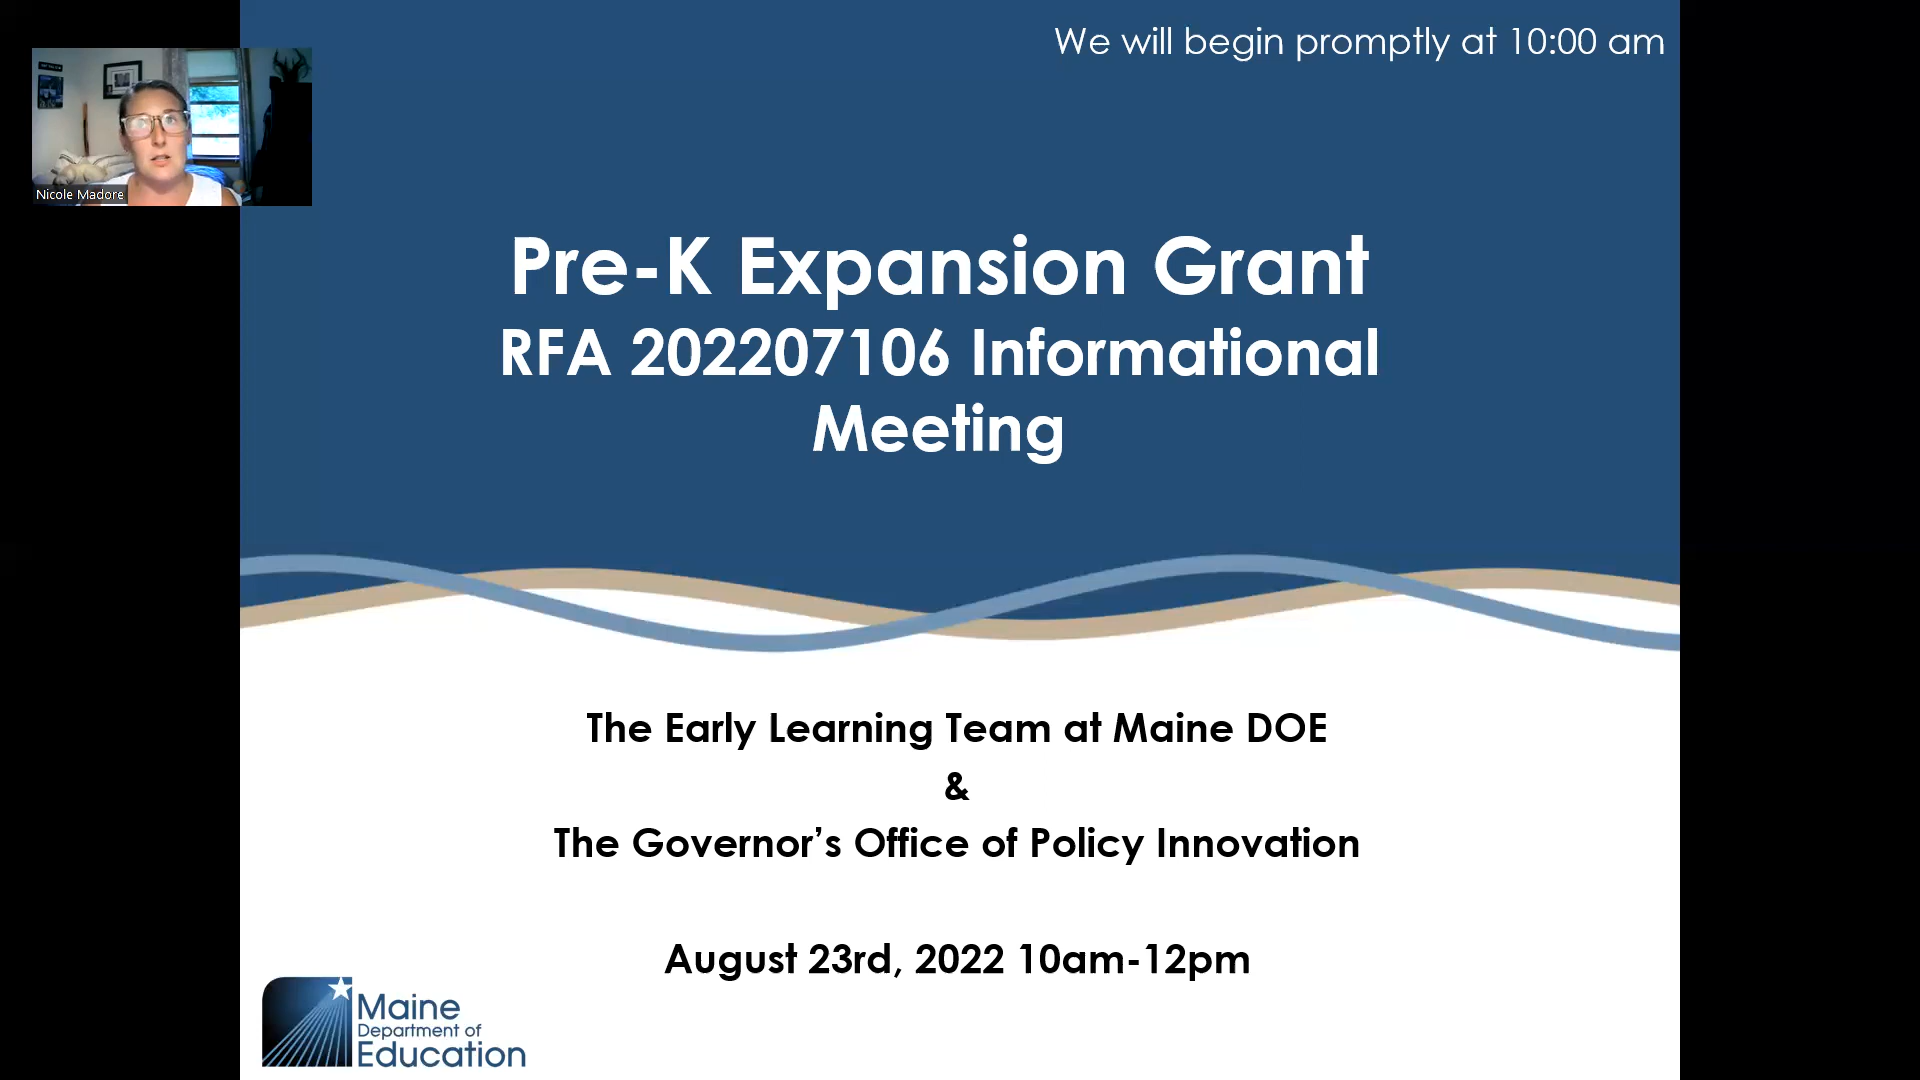 We will begin promptly at 10:00 am
Nicole Madore
Pre-K Expansion Grant
RFA 202207106 Informational
Meeting
The Early Learning Team at Maine DOE
&
The Governor’s Office of Policy Innovation
August 23rd, 2022 10am-12pm
Maine
Department of
Education